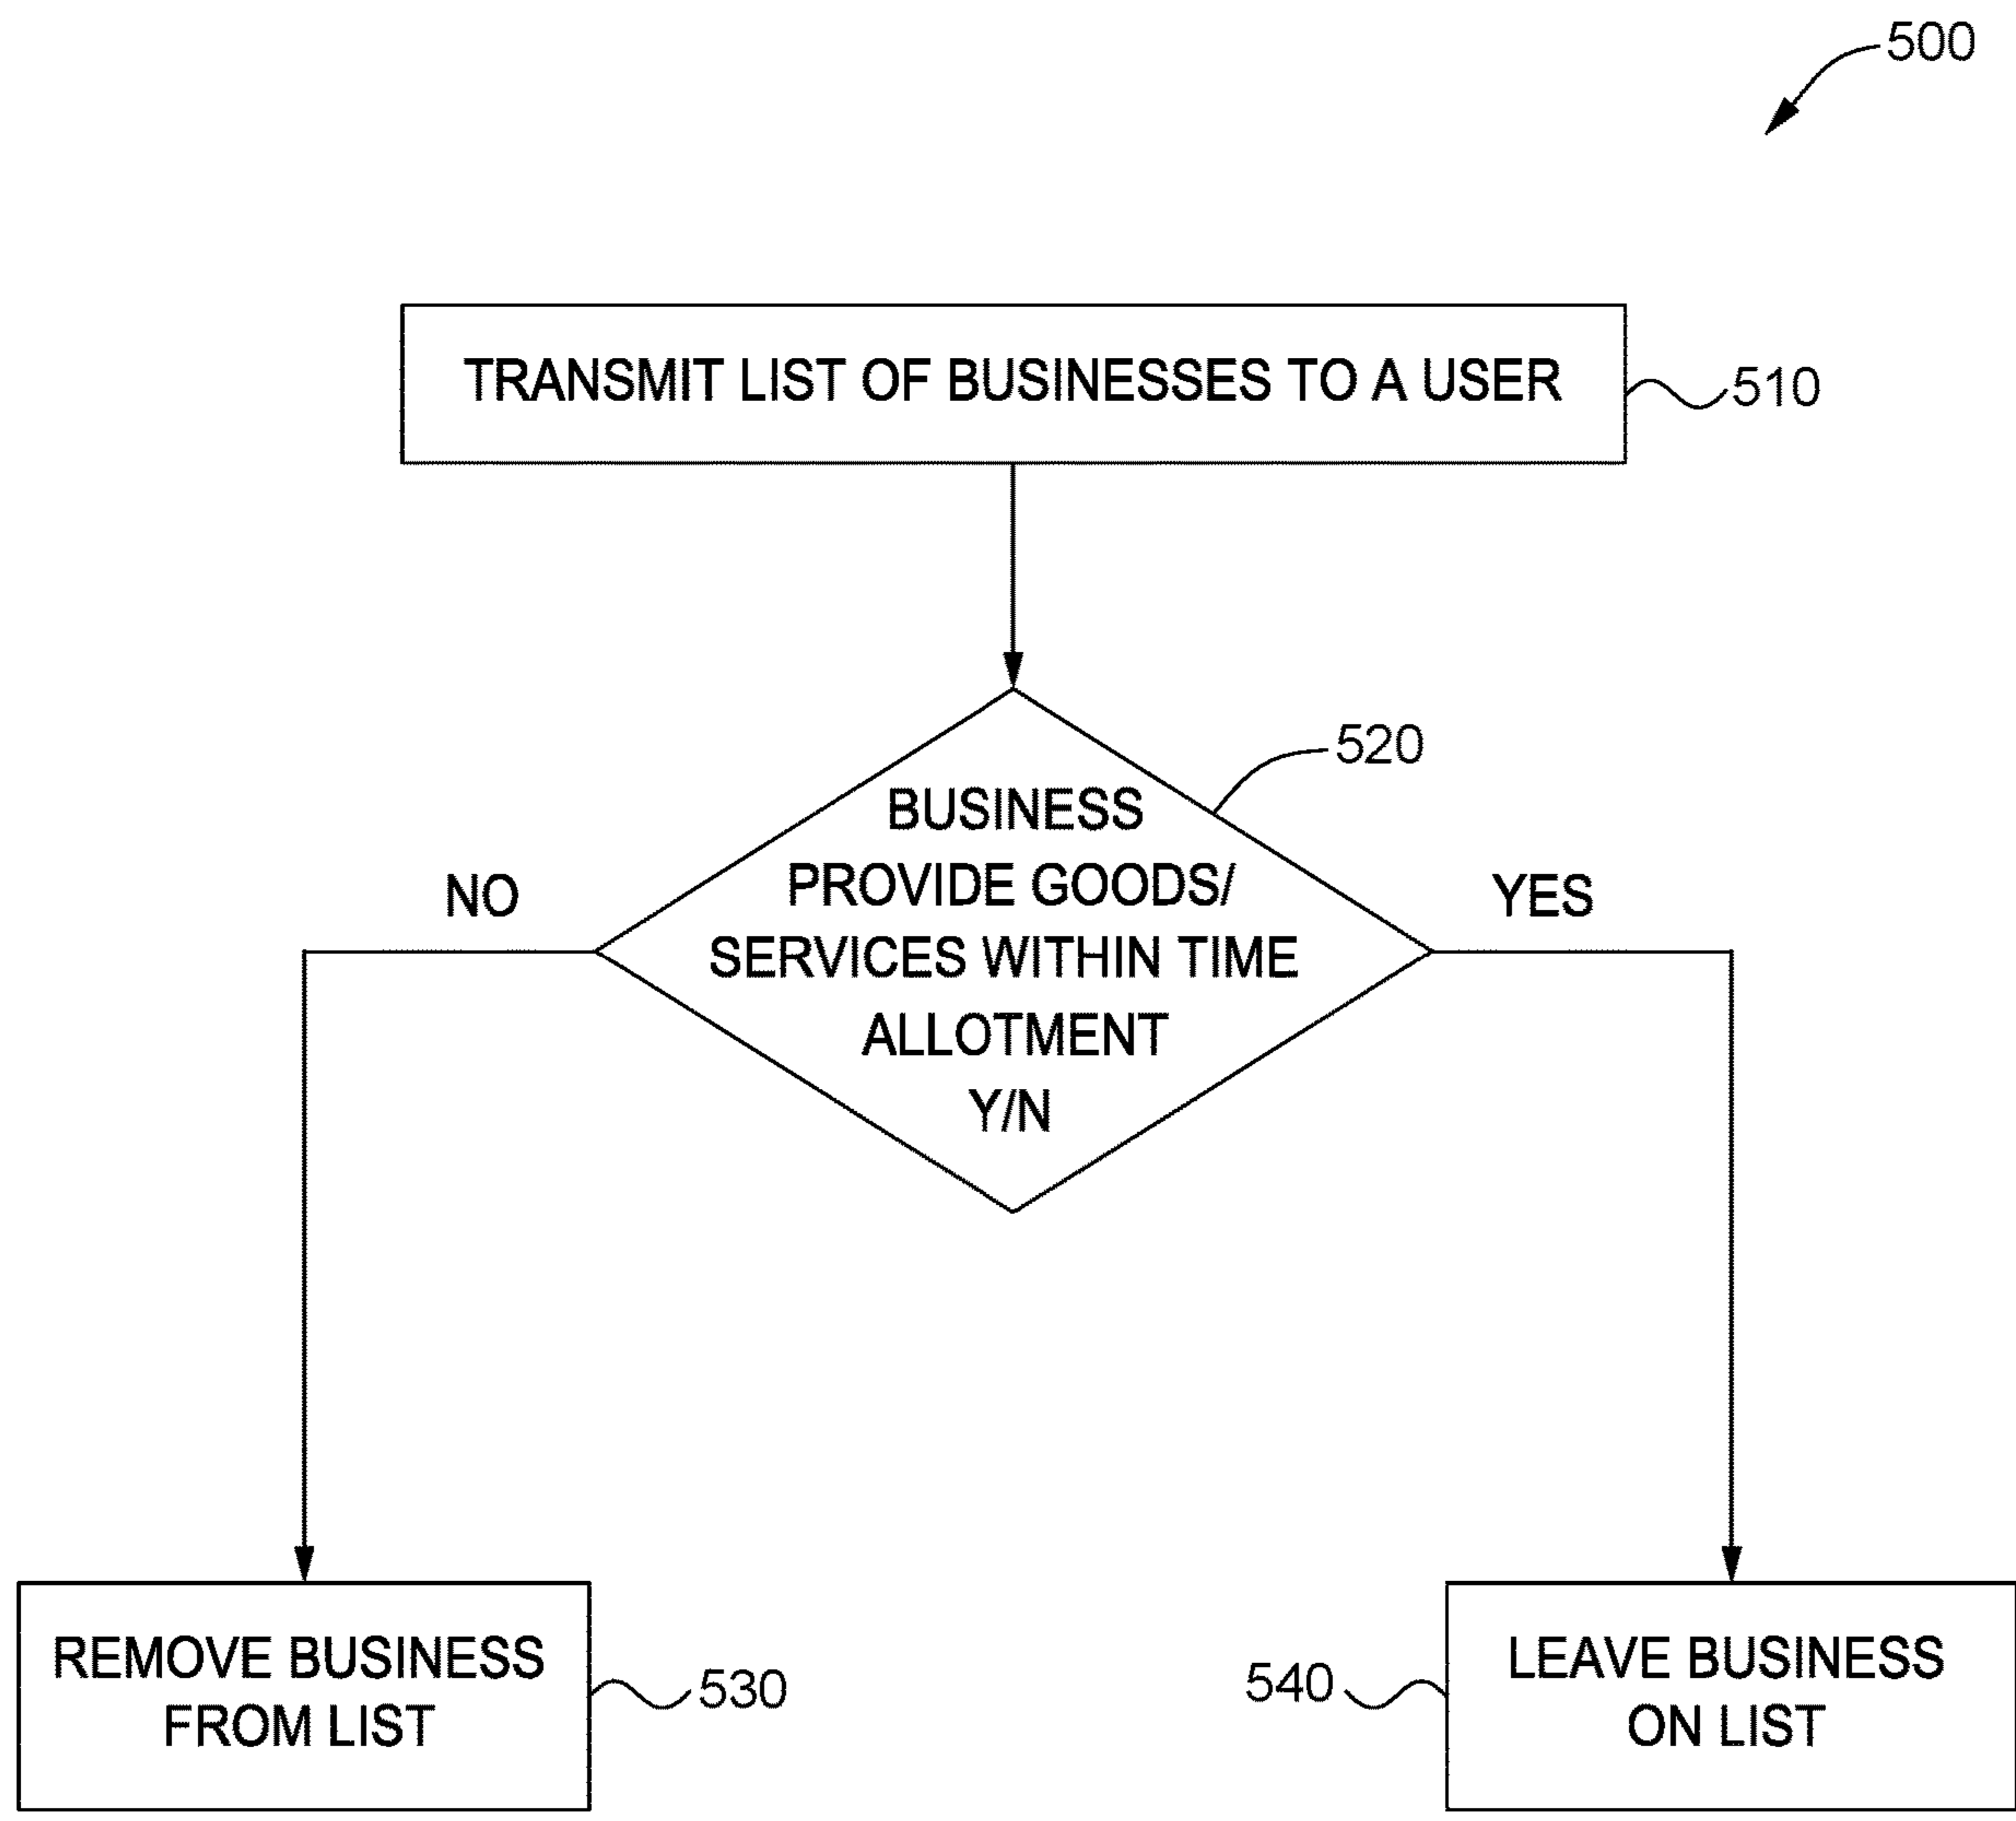 500
TRANSMIT LIST OF BUSINESSES TO A USER
510
520
BUSINESS
PROVIDE GOODS/
SERVICES WITHIN TIME
ALLOTMENT
Y/N
NO
YES
REMOVE BUSINESS
FROM LIST
530
540
LEAVE BUSINESS
ON LIST